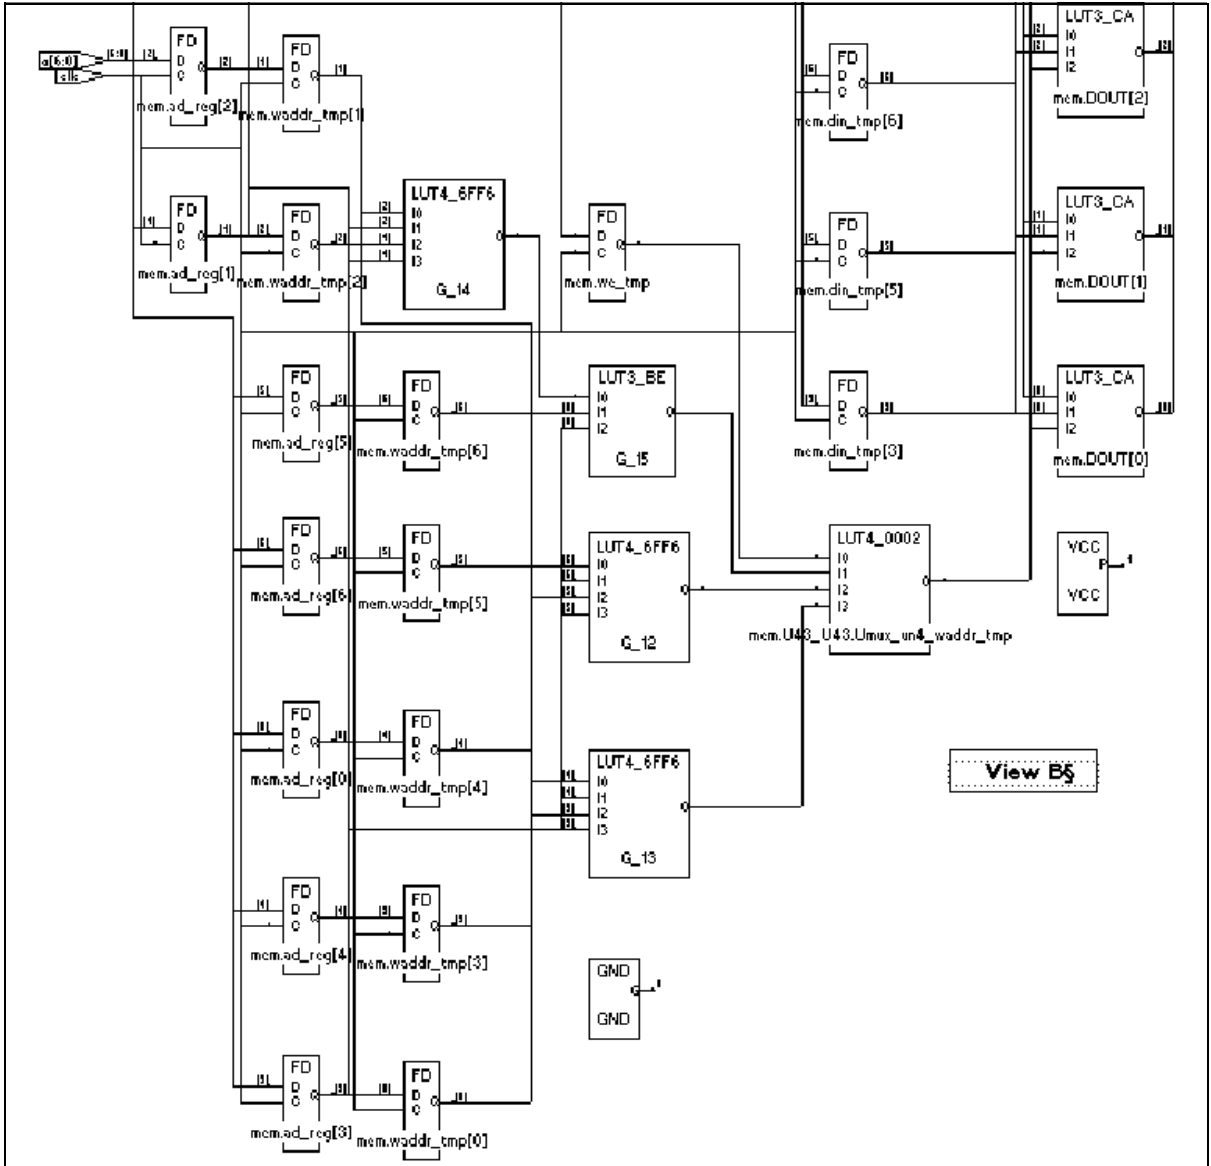 a[6:0]
clk
[6:0]
FD
D
C
Q
mem.ad_reg[2]
FD
D
C
Q
mem.waddr_tmp[1]
FD
D
C
Q
mem.din_tmp[6]
LUT3_CA
I0
I1
I2
O
mem.DOUT[2]
FD
D
C
Q
mem.ad_reg[1]
FD
D
C
Q
mem.waddr_tmp[2]
LUT4_6FF6
I0
I1
I2
I3
O
G_14
FD
D
C
Q
mem.we_tmp
FD
D
C
Q
mem.din_tmp[5]
LUT3_CA
I0
I1
I2
O
mem.DOUT[1]
FD
D
C
Q
mem.ad_reg[5]
FD
D
C
Q
mem.waddr_tmp[6]
LUT3_BE
I0
I1
I2
O
G_15
FD
D
C
Q
mem.din_tmp[3]
LUT3_CA
I0
I1
I2
O
mem.DOUT[0]
FD
D
C
Q
mem.ad_reg[6]
FD
D
C
Q
mem.waddr_tmp[5]
LUT4_6FF6
I0
I1
I2
I3
O
G_12
LUT4_0002
I0
I1
I2
I3
O
mem.U43_U43.Umux_un4_waddr_tmp
VCC
P
VCC
FD
D
C
Q
mem.ad_reg[0]
FD
D
C
Q
mem.waddr_tmp[4]
LUT4_6FF6
I0
I1
I2
I3
O
G_13
View B§
FD
D
C
Q
mem.ad_reg[4]
FD
D
C
Q
mem.waddr_tmp[3]
GND
G
GND
FD
D
C
Q
mem.ad_reg[3]
FD
D
C
Q
mem.waddr_tmp[0]